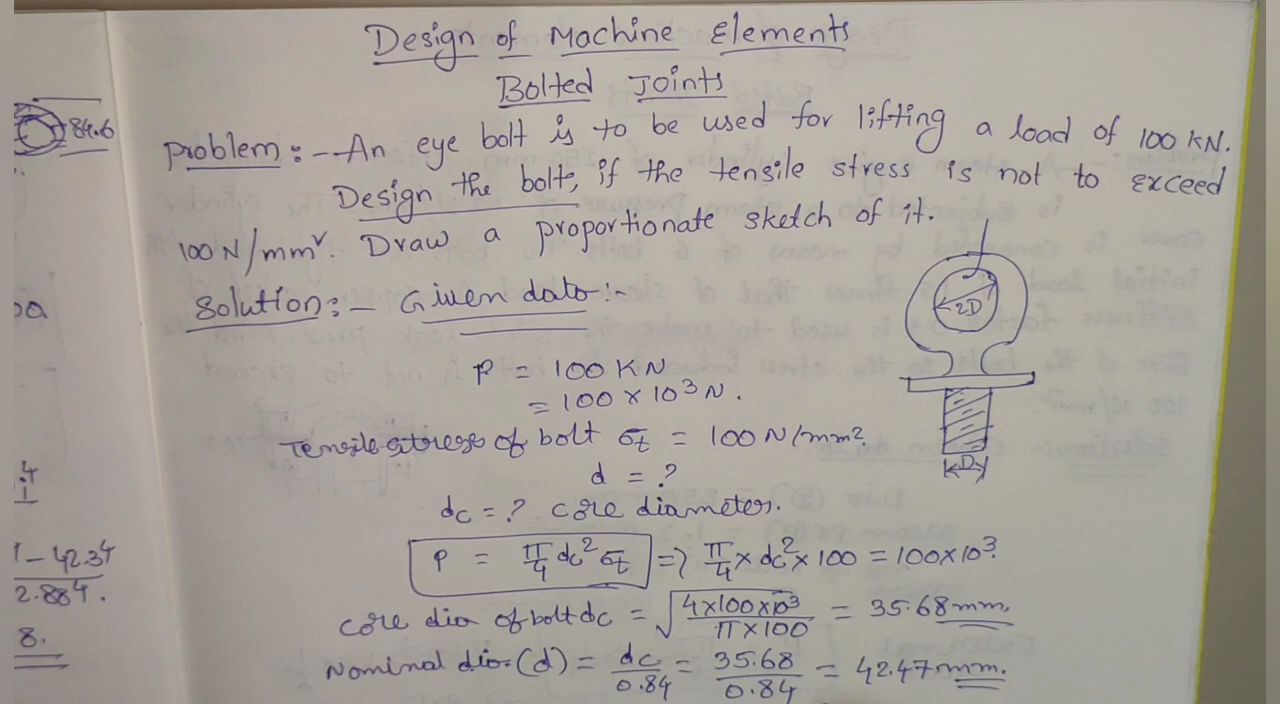 Design of Machine Elements
Bolted Joints
Problem:- An eye bolt is to be used for lifting a load of 100 KN.
Design the bolt, if the tensile stress is not to exceed
100 N/mm². Draw a proportionate sketch of it.
Solution:- Given data:-
2D
D
P = 100 KN
= 100 × 10³ N.
Tensile stress of bolt σt = 100 N/mm²
d = ?
dc = ? core diameter.
P = π/4 dc² σt => π/4 × dc² × 100 = 100×10³
core dia of bolt dc = √(4×100×10³ / π×100) = 35.68 mm.
Nominal dia. (d) = dc/0.84 = 35.68/0.84 = 42.47 mm.
84.6
.4
1 - 42.34
2.884.
8.